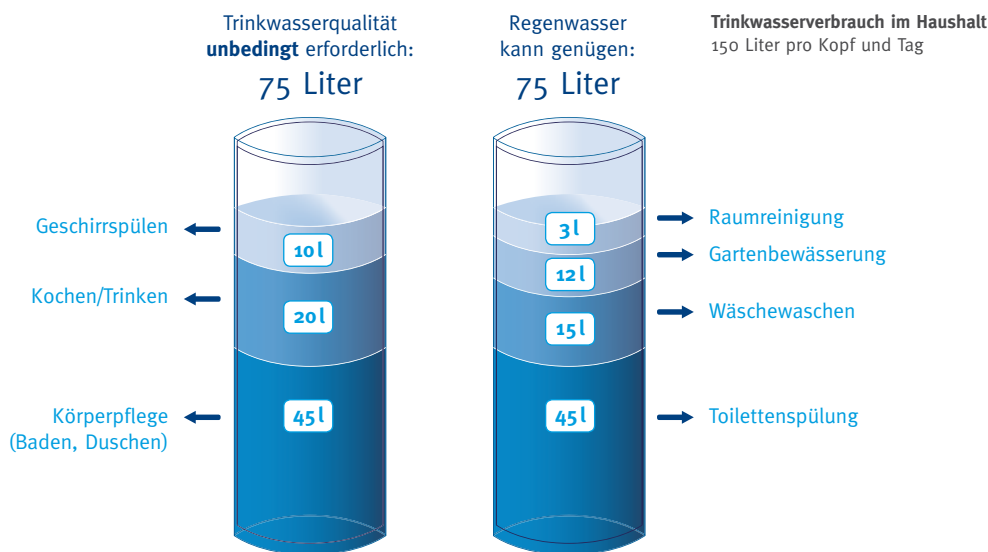 Trinkwasserqualität
unbedingt erforderlich:
75 Liter
Regenwasser
kann genügen:
75 Liter
Trinkwasserverbrauch im Haushalt
150 Liter pro Kopf und Tag
Geschirrspülen
10 l
Kochen/Trinken
20 l
Körperpflege
(Baden, Duschen)
45 l
3 l
Raumreinigung
12 l
Gartenbewässerung
15 l
Wäschewaschen
45 l
Toilettenspülung